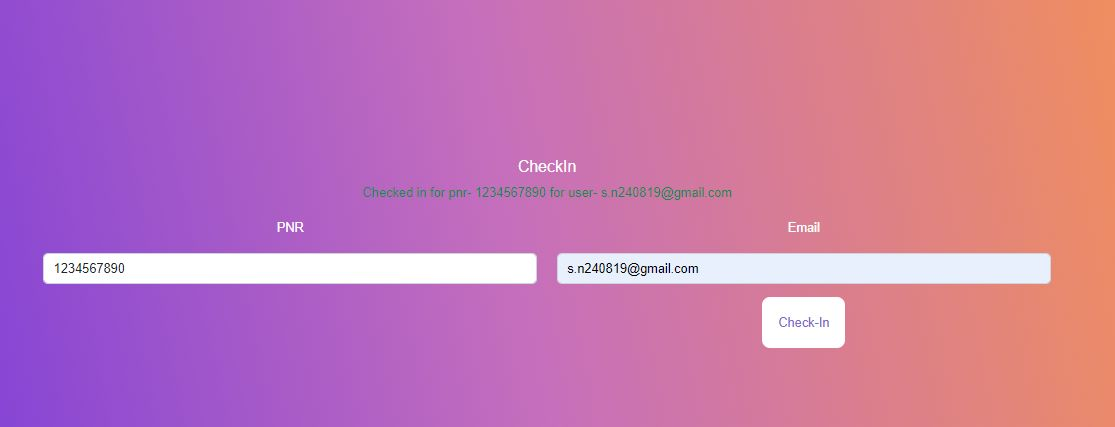 CheckIn
Checked in for pnr- 1234567890 for user- s.n240819@gmail.com
PNR
Email
1234567890
s.n240819@gmail.com
Check-In